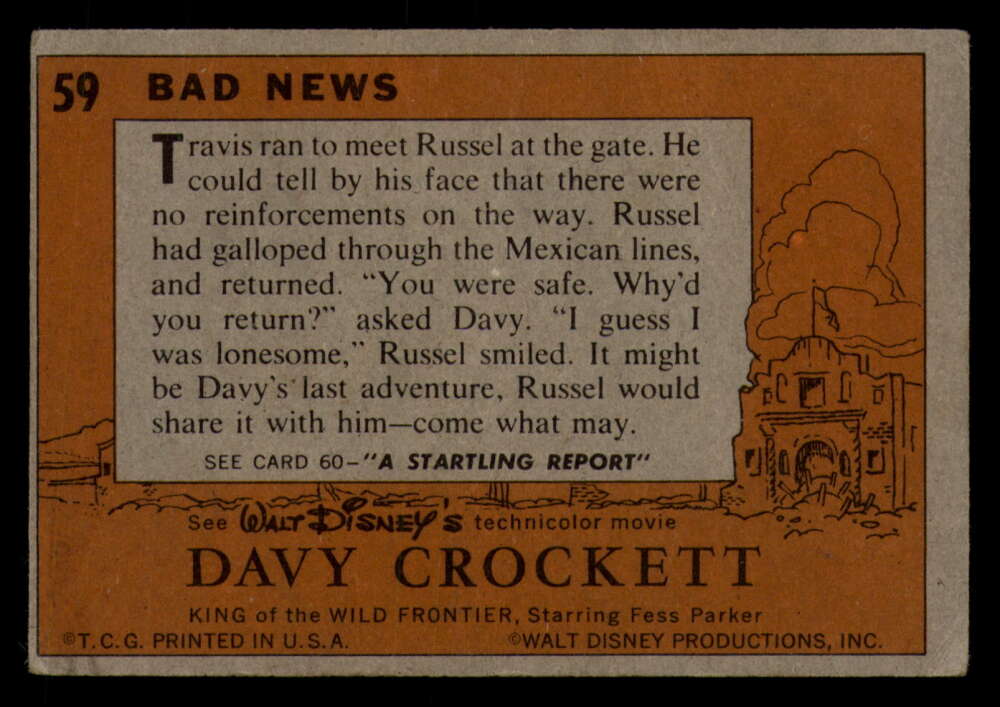 59 BAD NEWS
Travis ran to meet Russel at the gate. He
could tell by his face that there were
no reinforcements on the way. Russel
had galloped through the Mexican lines,
and returned. “You were safe. Why’d
you return?” asked Davy. “I guess I
was lonesome,” Russel smiled. It might
be Davy’s last adventure, Russel would
share it with him—come what may.
SEE CARD 60–"A STARTLING REPORT"
See WALT DISNEY'S technicolor movie
DAVY CROCKETT
KING of the WILD FRONTIER, Starring Fess Parker
©T.C.G. PRINTED IN U.S.A. ©WALT DISNEY PRODUCTIONS, INC.